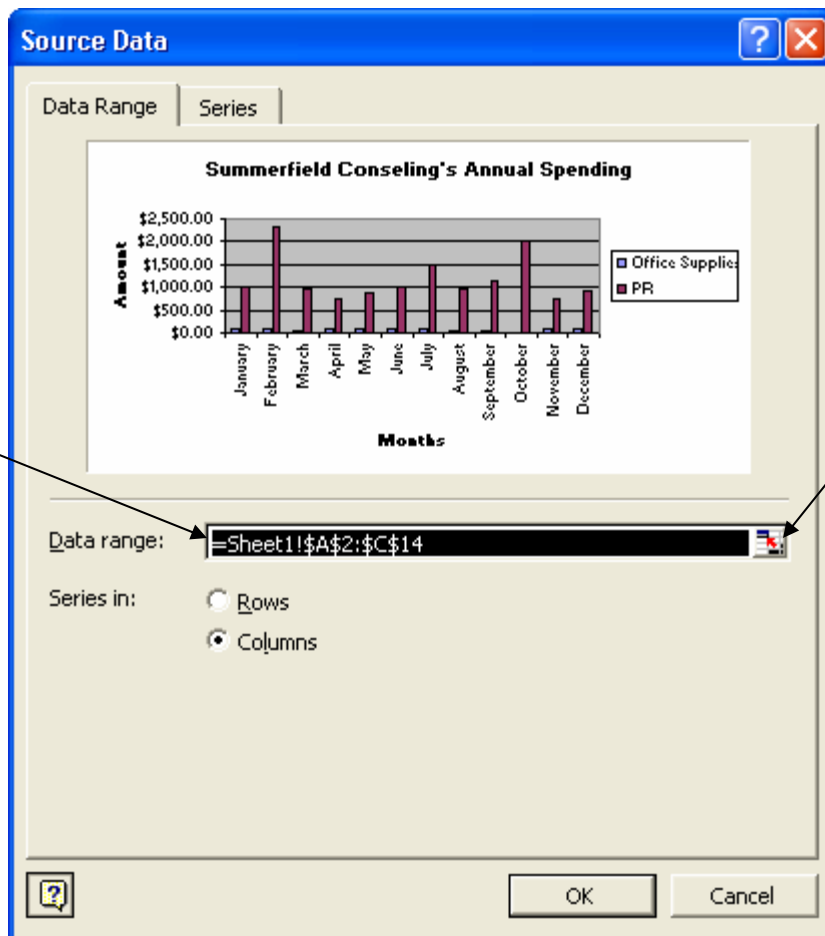 Source Data
Data Range
Series
Summerfield Conseling's Annual Spending
$2,500.00
$2,000.00
$1,500.00
$1,000.00
$500.00
$0.00
Amount
January
February
March
April
May
June
July
August
September
October
November
December
Months
Office Supplies
PR
Data range:
=Sheet1!$A$2:$C$14
Series in:
Rows
Columns
OK
Cancel